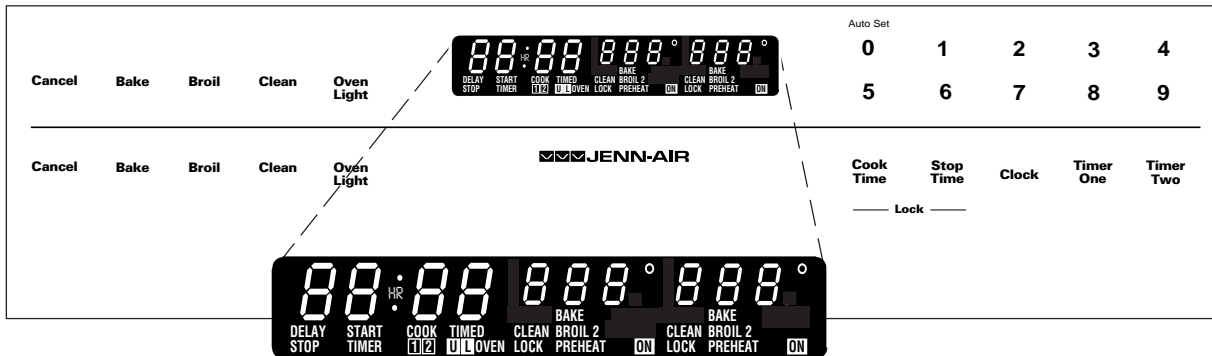 Auto Set
0 1 2 3 4
88:88 HR 888° 888°
BAKE BAKE
DELAY START COOK TIMED CLEAN BROIL 2 CLEAN BROIL 2
STOP TIMER 12 U L OVEN LOCK PREHEAT ON LOCK PREHEAT ON
Cancel Bake Broil Clean Oven Light
5 6 7 8 9
JENN-AIR
Cancel Bake Broil Clean Oven Light
Cook Time Stop Time Clock Timer One Timer Two
Lock
88:88 HR 888° 888°
BAKE BAKE
DELAY START COOK TIMED CLEAN BROIL 2 CLEAN BROIL 2
STOP TIMER 12 U L OVEN LOCK PREHEAT ON LOCK PREHEAT ON